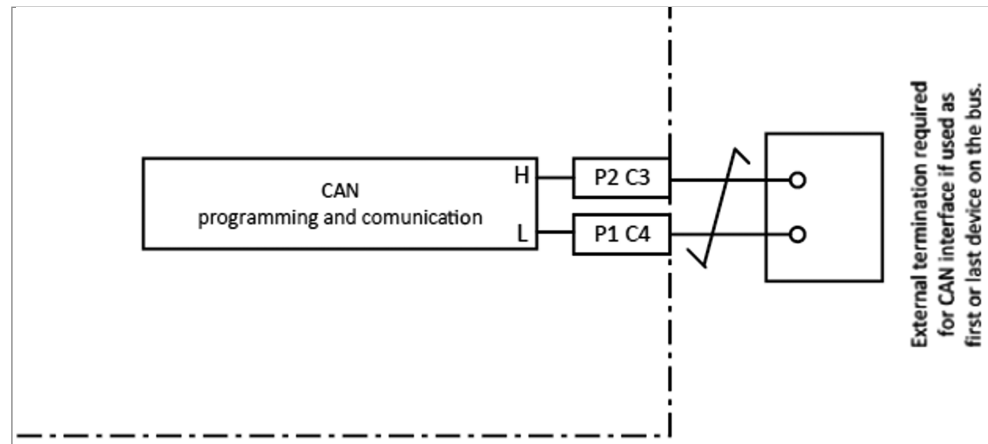 CAN
programming and comunication
H
L
P2 C3
P1 C4
External termination required
for CAN interface if used as
first or last device on the bus.